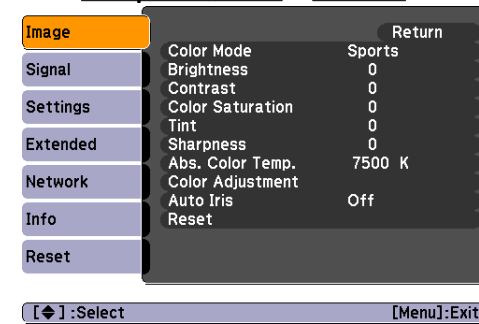 Image
Signal
Settings
Extended
Network
Info
Reset
Return
Color Mode Sports
Brightness 0
Contrast 0
Color Saturation 0
Tint 0
Sharpness 0
Abs. Color Temp. 7500 K
Color Adjustment
Auto Iris Off
Reset
[◆] :Select [Menu]:Exit